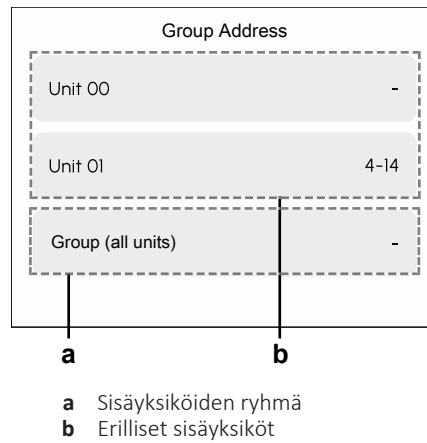 Group Address
Unit 00 -
Unit 01 4-14
Group (all units) -
a b
a Sisäyksiköiden ryhmä
b Erilliset sisäyksiköt